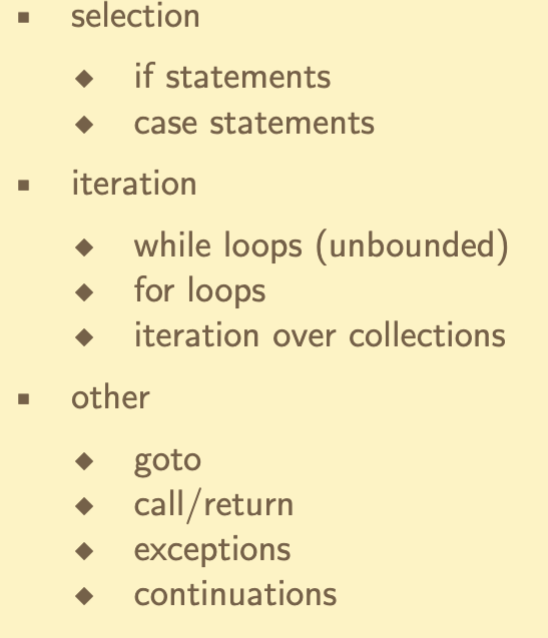 selection
if statements
case statements
iteration
while loops (unbounded)
for loops
iteration over collections
other
goto
call/return
exceptions
continuations